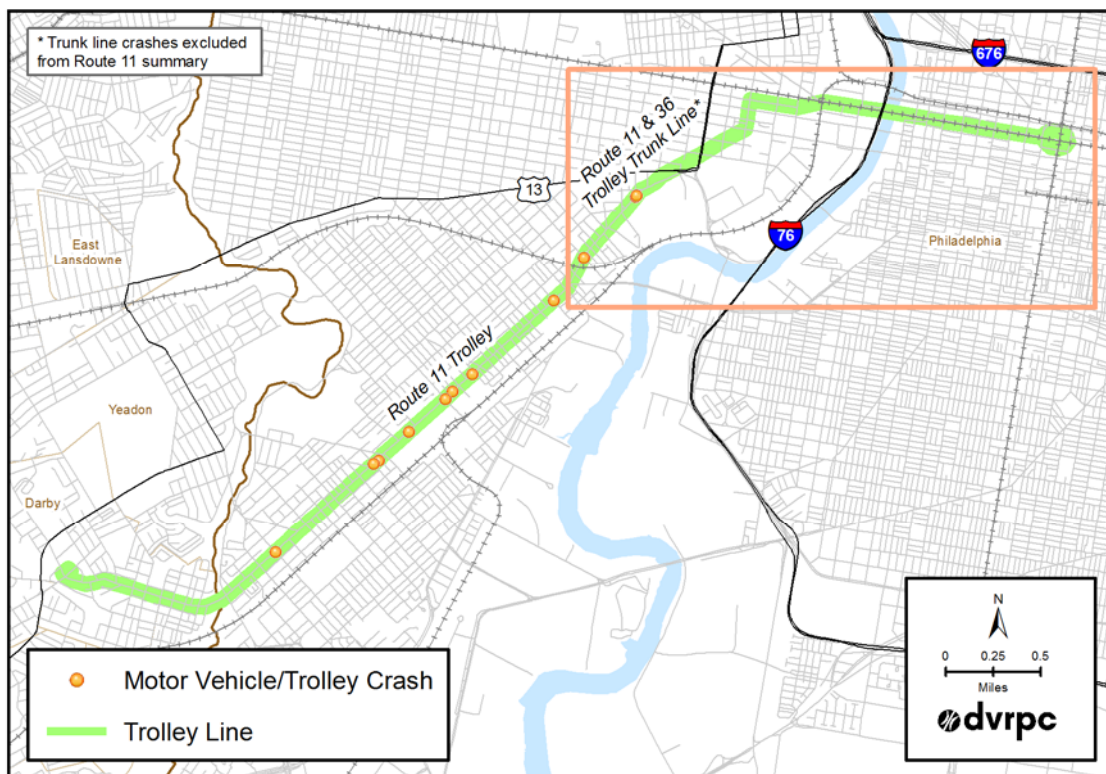 * Trunk line crashes excluded
from Route 11 summary
676
Route 11 & 36
Trolley Trunk Line*
13
76
East
Lansdowne
Philadelphia
Route 11 Trolley
Yeadon
Darby
N
0 0.25 0.5
Miles
dvrpc
Motor Vehicle/Trolley Crash
Trolley Line